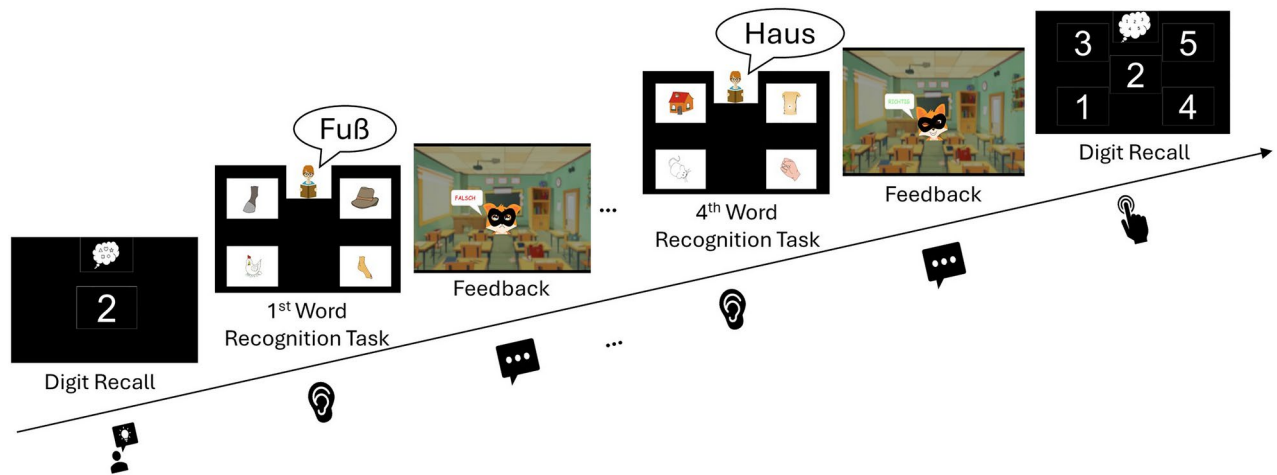 2
Digit Recall
Fuß
1st Word
Recognition Task
FALSCH
Feedback
...
...
Haus
4th Word
Recognition Task
RICHTIG
Feedback
3 5
2
1 4
Digit Recall